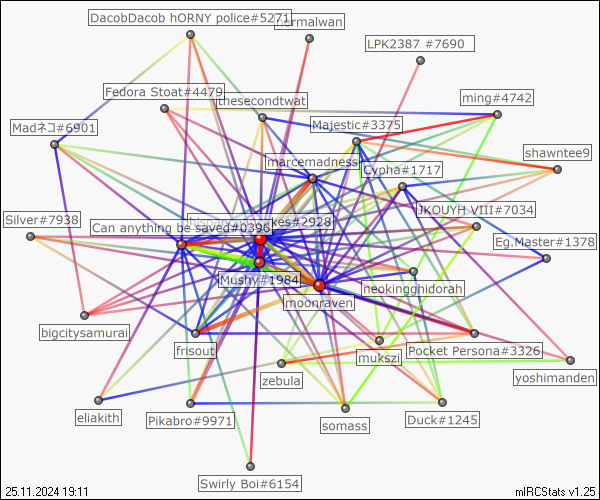 DacobDacob hORNY police#5271
normalwan
LPK2387 #7690
Fedora Stoat#4479
thesecondtwat
ming#4742
Madネコ#6901
Majestic#3375
shawntee9
marcemadness
Cypha#1717
JKOUYH VIII#7034
Silver#7938
Can anything be saved#0396
kes#2928
Eg.Master#1378
Mushy#1984
neokingghidorah
moonraven
bigcitysamurai
frisout
mukszi
Pocket Persona#3326
zebula
yoshimanden
eliakith
Pikabro#9971
somass
Duck#1245
Swirly Boi#6154
25.11.2024 19:11
mIRCStats v1.25